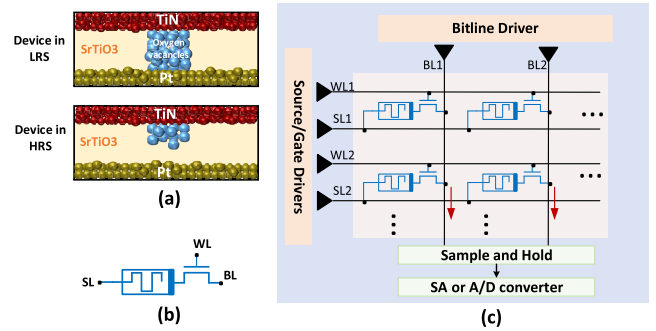 TiN
Device in
LRS
SrTiO3
Oxygen
vacancies
Pt
TiN
Device in
HRS
SrTiO3
Pt
(a)
WL
SL
BL
(b)
Bitline Driver
Source/Gate Drivers
BL1
BL2
WL1
SL1
WL2
SL2
Sample and Hold
SA or A/D converter
(c)